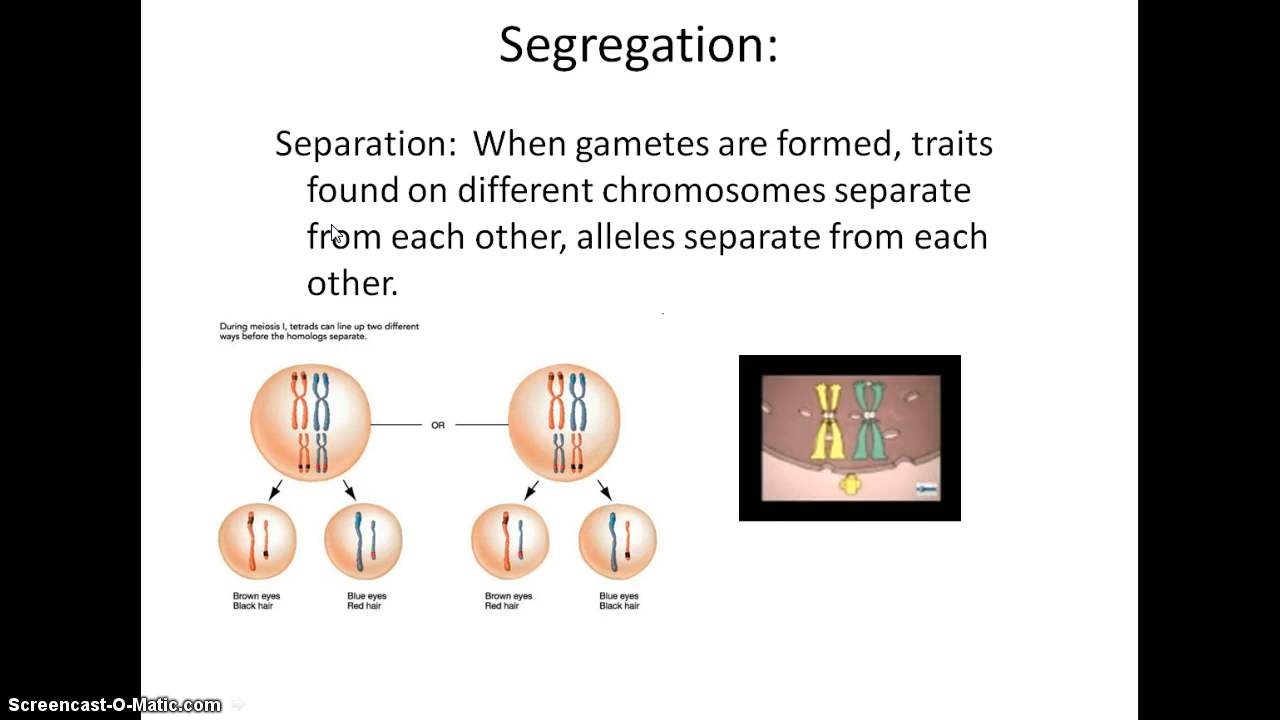 Segregation:
Separation: When gametes are formed, traits
found on different chromosomes separate
from each other, alleles separate from each
other.
During meiosis I, tetrads can line up two different
ways before the homologs separate.
OR
Brown eyes
Black hair
Blue eyes
Red hair
Brown eyes
Red hair
Blue eyes
Black hair
Screencast-O-Matic.com